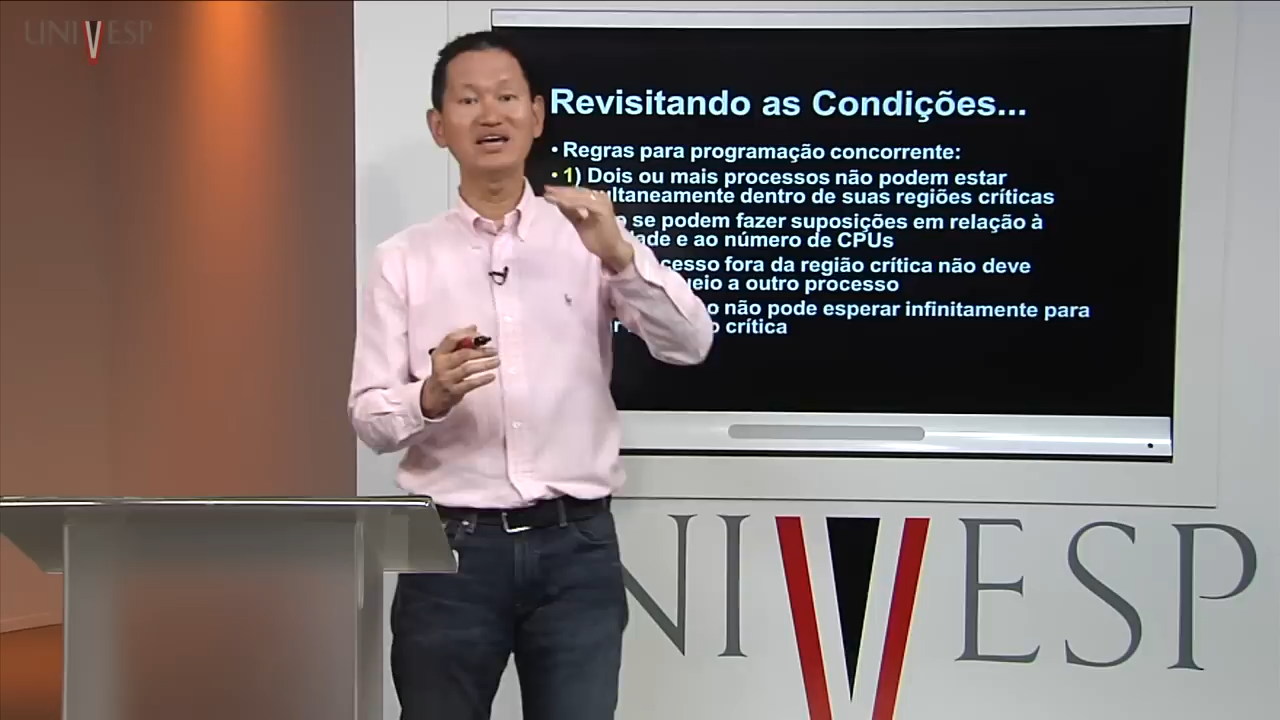 UNIVESP
Revisitando as Condições...
• Regras para programação concorrente:
• 1) Dois ou mais processos não podem estar
ultaneamente dentro de suas regiões críticas
se podem fazer suposições em relação à
ade e ao número de CPUs
cesso fora da região crítica não deve
ueio a outro processo
o não pode esperar infinitamente para
crítica
NIVESP